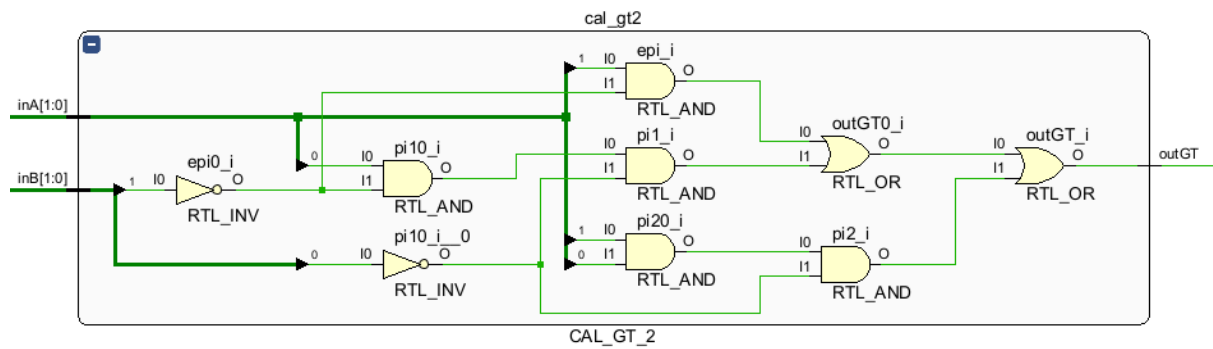 cal_gt2
epi_i
1 I0 O
I1
RTL_AND
inA[1:0]
pi10_i
0 I0 O
I1
RTL_AND
epi0_i
inB[1:0]
1 I0 O
RTL_INV
pi1_i
I0 O
I1
RTL_AND
outGT0_i
I0 O
I1
RTL_OR
outGT_i
I0 O
I1
RTL_OR
outGT
pi10_i__0
0 I0 O
RTL_INV
pi20_i
1 I0 O
0 I1
RTL_AND
pi2_i
I0 O
I1
RTL_AND
CAL_GT_2